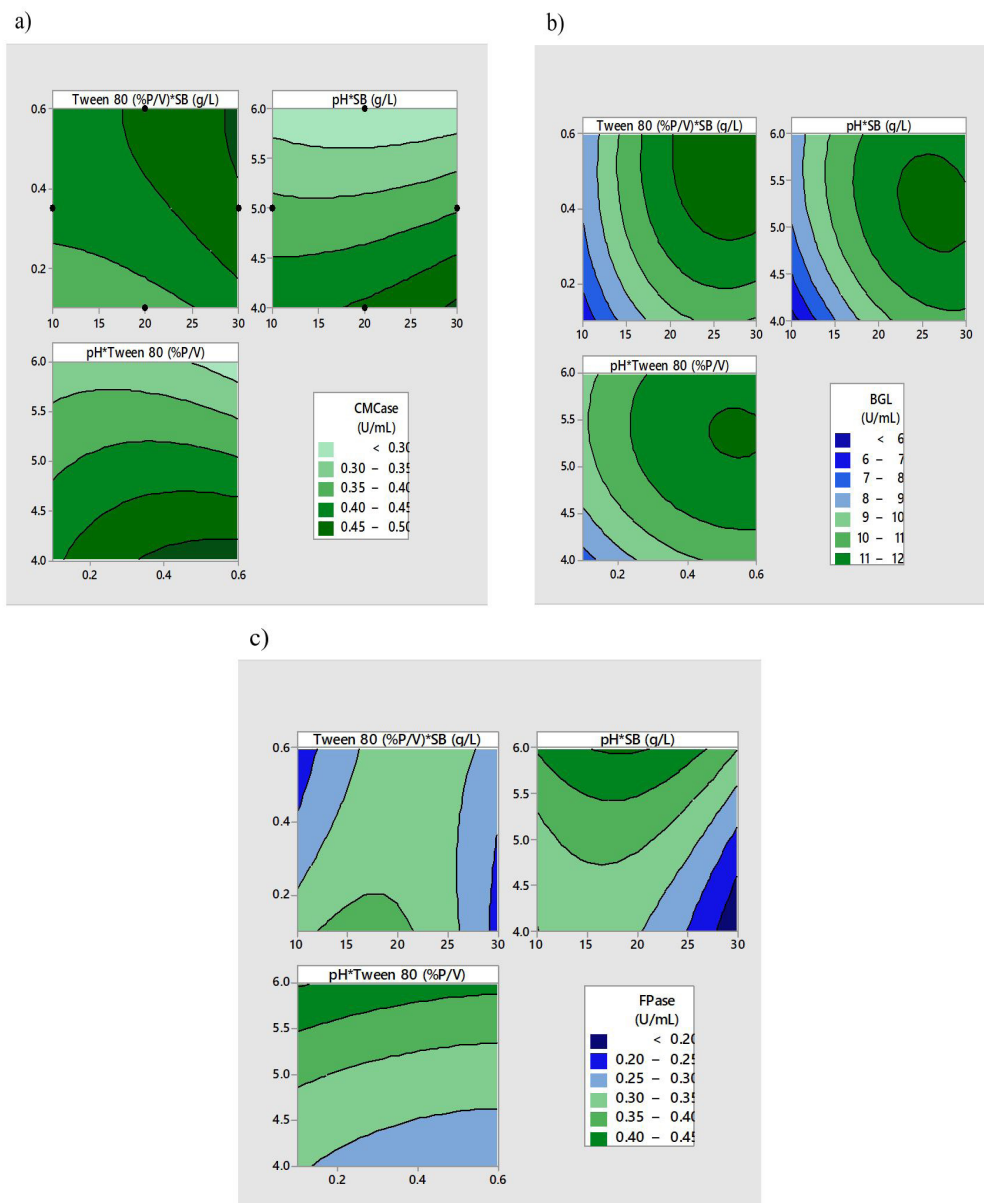 a)
b)
Tween 80 (%P/V)*SB (g/L)
pH*SB (g/L)
0.6
0.4
0.2
10 15 20 25 30
6.0
5.5
5.0
4.5
4.0
10 15 20 25 30
pH*Tween 80 (%P/V)
6.0
5.5
5.0
4.5
4.0
0.2 0.4 0.6
CMCase
(U/mL)
< 0.30
0.30 – 0.35
0.35 – 0.40
0.40 – 0.45
0.45 – 0.50
Tween 80 (%P/V)*SB (g/L)
pH*SB (g/L)
0.6
0.4
0.2
10 15 20 25 30
6.0
5.5
5.0
4.5
4.0
10 15 20 25 30
pH*Tween 80 (%P/V)
6.0
5.5
5.0
4.5
4.0
0.2 0.4 0.6
BGL
(U/mL)
< 6
6 – 7
7 – 8
8 – 9
9 – 10
10 – 11
11 – 12
c)
Tween 80 (%P/V)*SB (g/L)
pH*SB (g/L)
0.6
0.4
0.2
10 15 20 25 30
6.0
5.5
5.0
4.5
4.0
10 15 20 25 30
pH*Tween 80 (%P/V)
6.0
5.5
5.0
4.5
4.0
0.2 0.4 0.6
FPase
(U/mL)
< 0.20
0.20 – 0.25
0.25 – 0.30
0.30 – 0.35
0.35 – 0.40
0.40 – 0.45